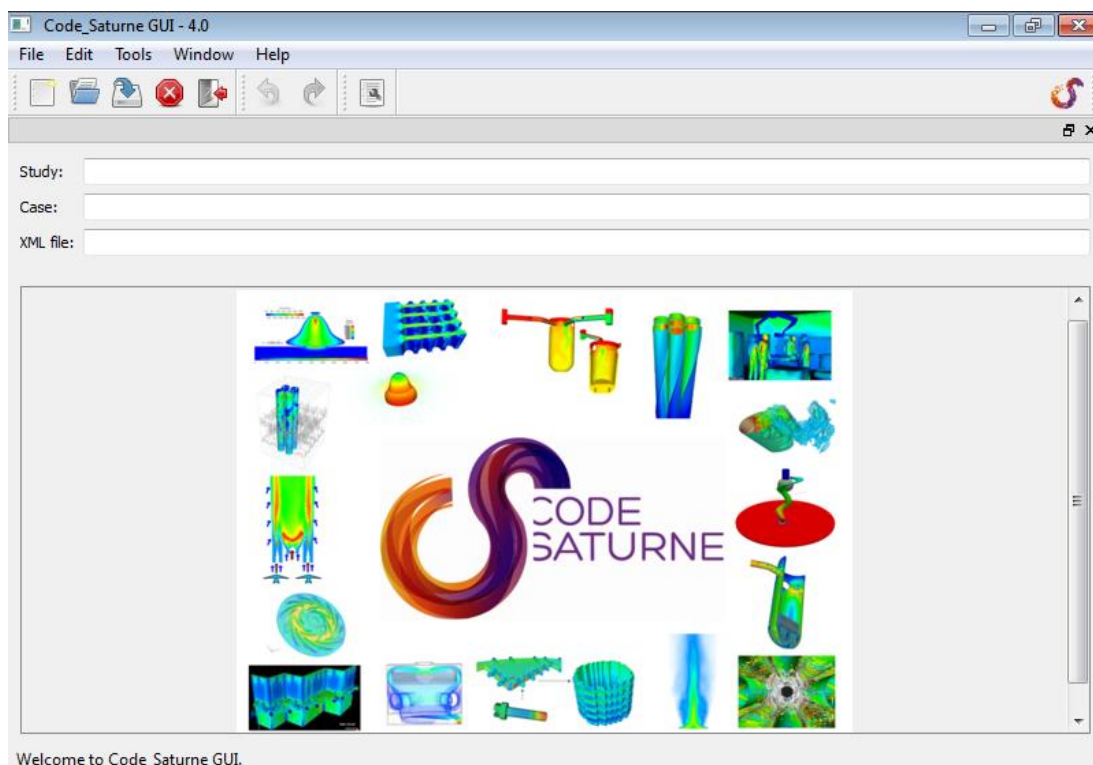 Code_Saturne GUI - 4.0
File Edit Tools Window Help
Study:
Case:
XML file:
CODE
SATURNE
Welcome to Code_Saturne GUI.